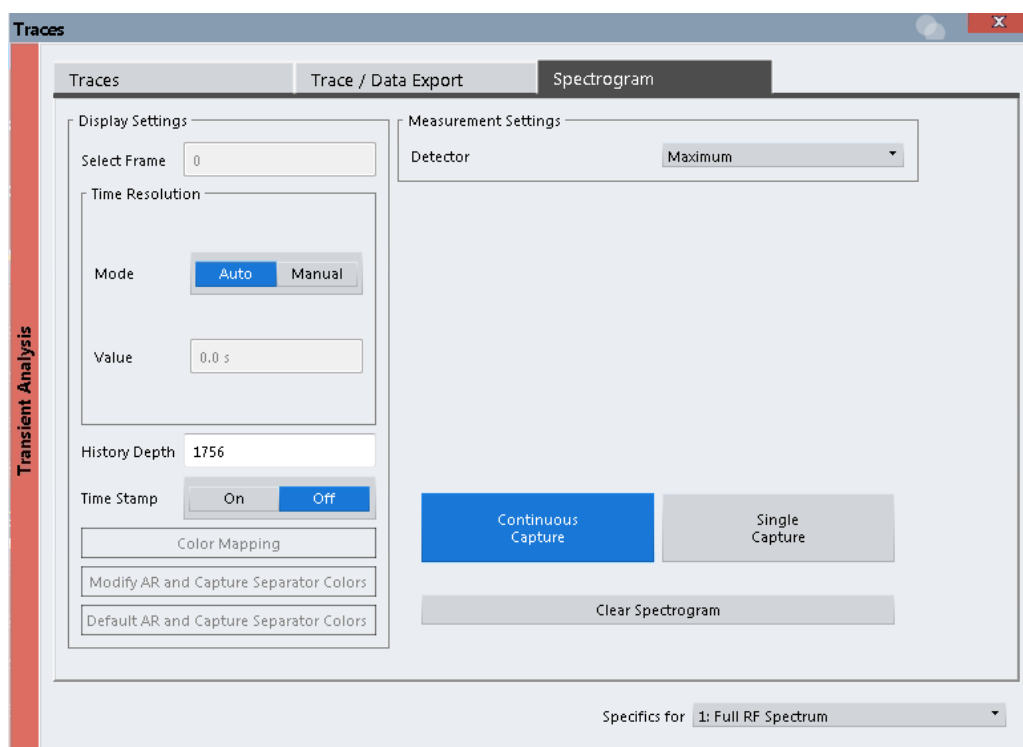 Traces
Traces
Trace / Data Export
Spectrogram
Display Settings
Select Frame
0
Time Resolution
Mode
Auto
Manual
Value
0.0 s
History Depth
1756
Time Stamp
On
Off
Color Mapping
Modify AR and Capture Separator Colors
Default AR and Capture Separator Colors
Measurement Settings
Detector
Maximum
Continuous
Capture
Single
Capture
Clear Spectrogram
Specifics for
1: Full RF Spectrum
Transient Analysis